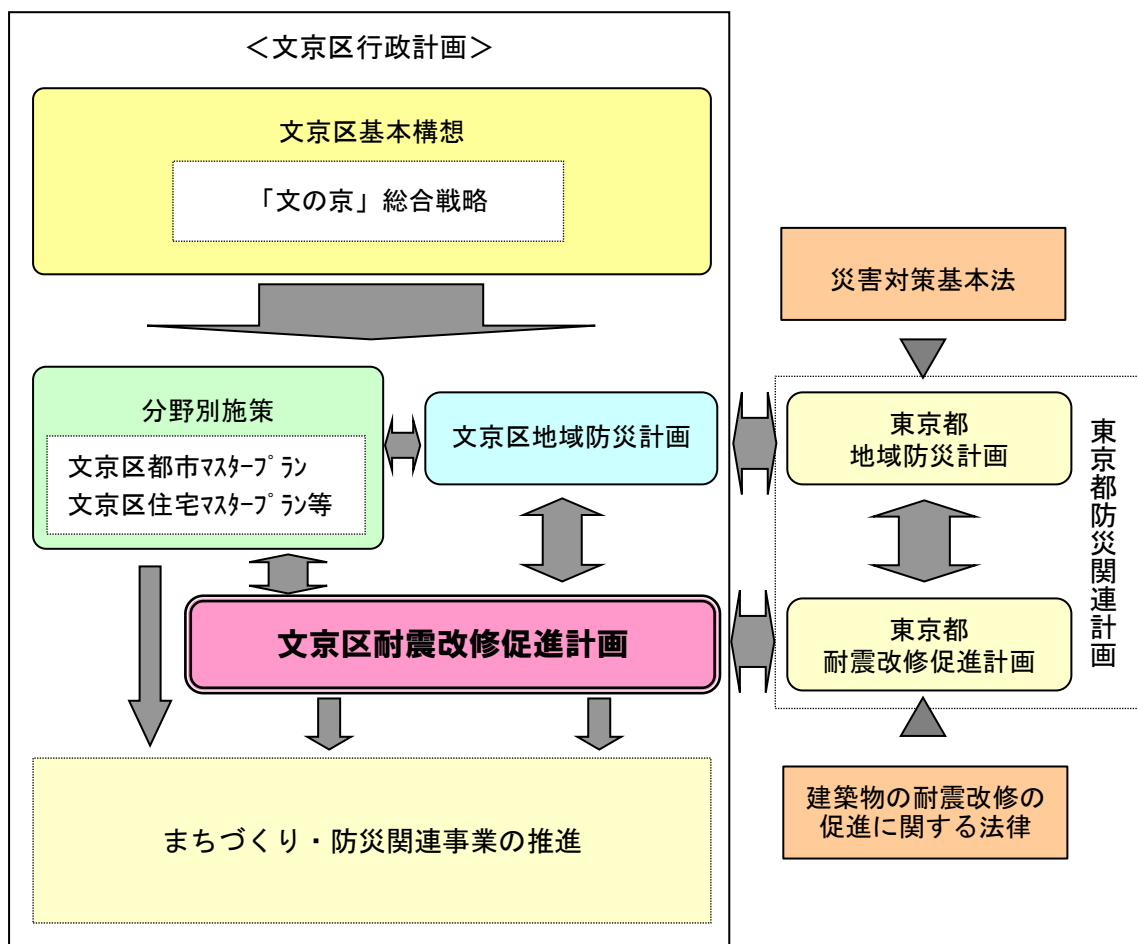 ＜文京区行政計画＞
文京区基本構想
「文の京」総合戦略
災害対策基本法
分野別施策
文京区都市ﾏｽﾀｰﾌﾟﾗﾝ
文京区住宅ﾏｽﾀｰﾌﾟﾗﾝ等
文京区地域防災計画
東京都
地域防災計画
東京都防災関連計画
文京区耐震改修促進計画
東京都
耐震改修促進計画
まちづくり・防災関連事業の推進
建築物の耐震改修の
促進に関する法律